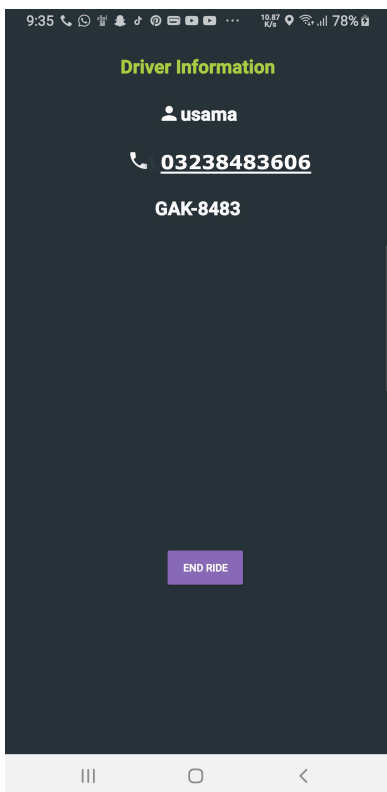 9:35 ... 10.87 K/s 78%
Driver Information
usama
03238483606
GAK-8483
END RIDE